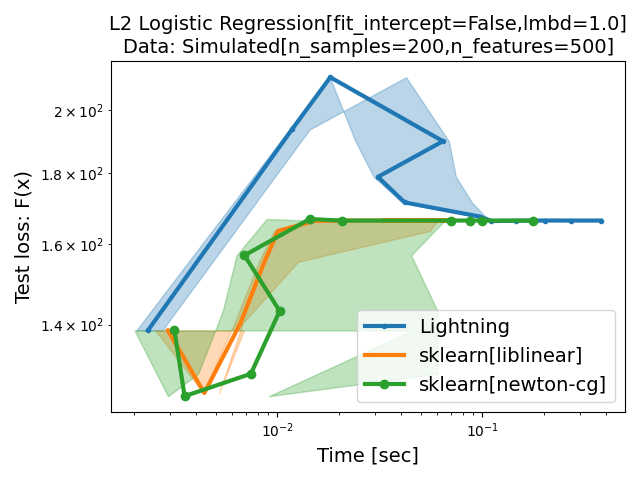 L2 Logistic Regression[fit_intercept=False,lmbd=1.0]
Data: Simulated[n_samples=200,n_features=500]
Test loss: F(x)
2 × 10²
1.8 × 10²
1.6 × 10²
1.4 × 10²
Lightning
sklearn[liblinear]
sklearn[newton-cg]
10⁻² 10⁻¹
Time [sec]